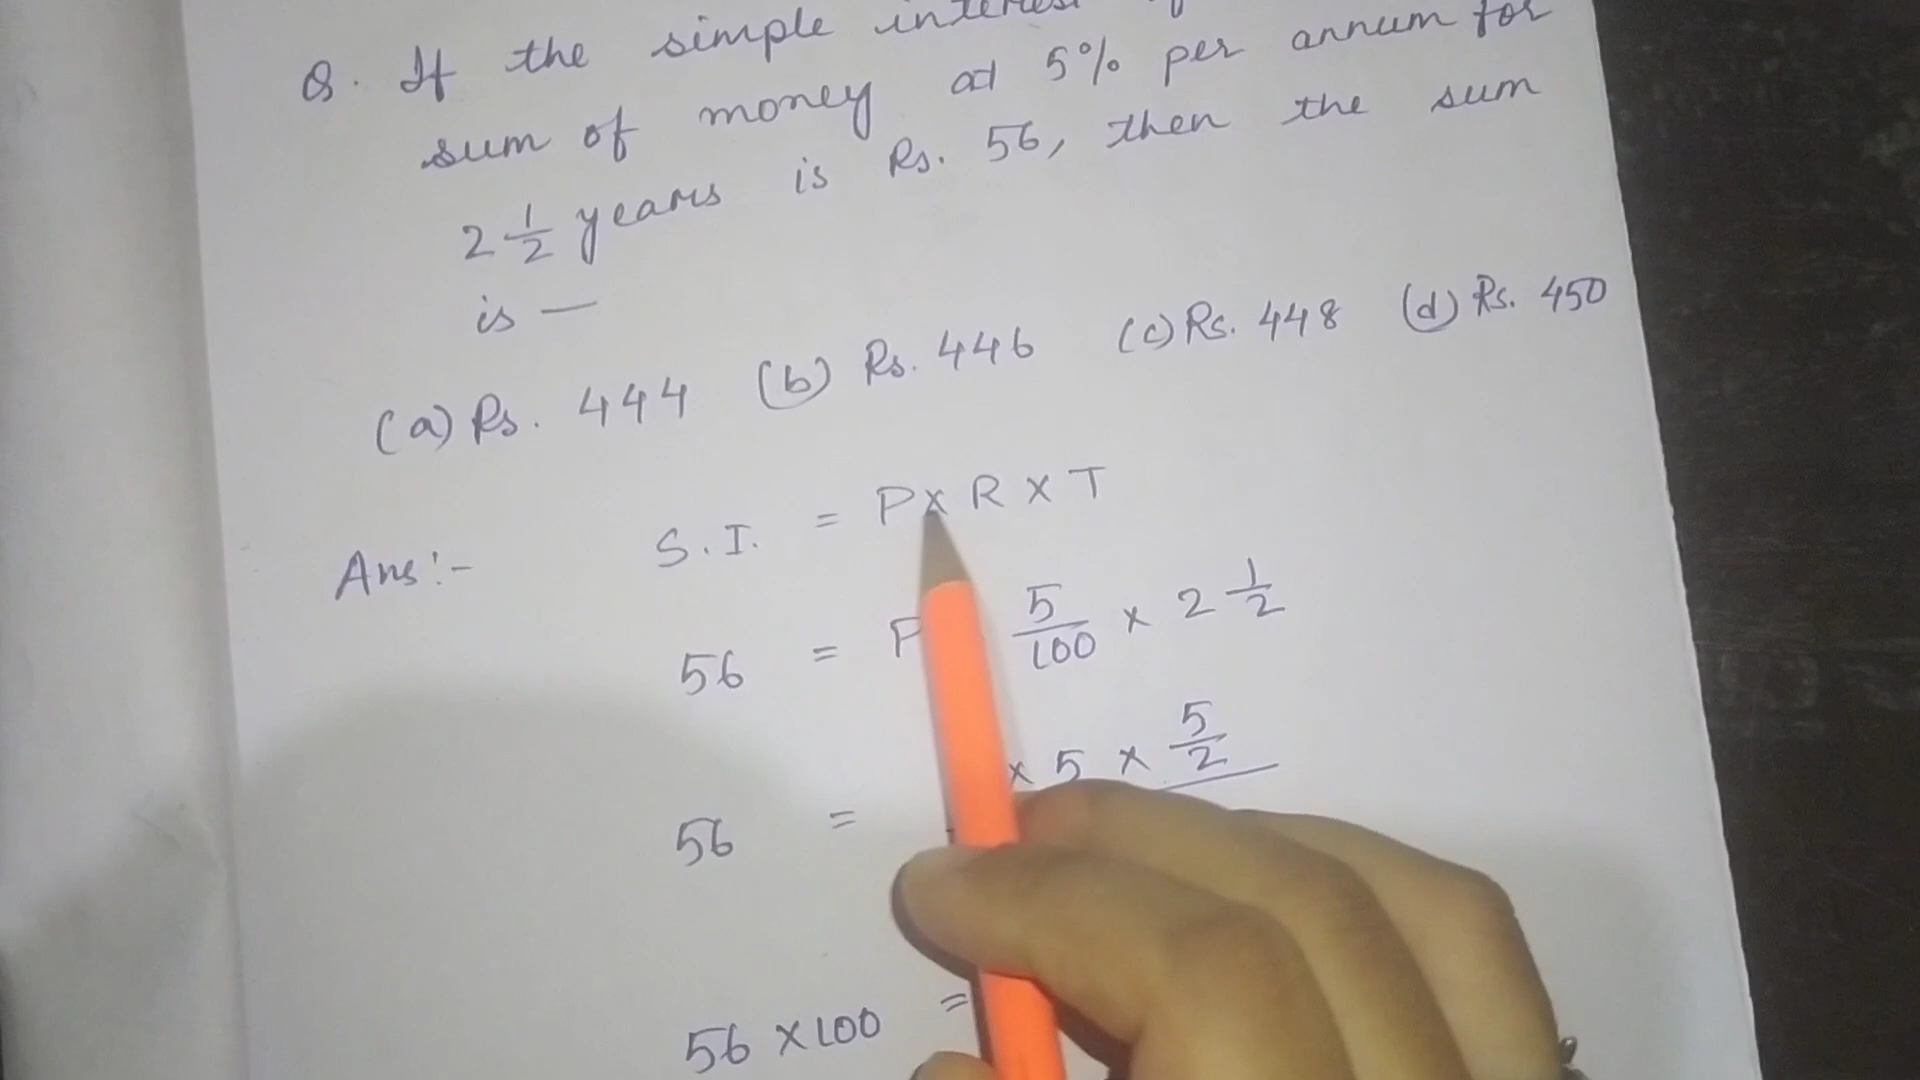 Q. If the simple interest
sum of money at 5% per annum for
2 1/2 years is Rs. 56, then the sum
is —
(a) Rs. 444 (b) Rs. 446 (c) Rs. 448 (d) Rs. 450
Ans:- S.I. = P x R x T
56 = P 5/100 x 2 1/2
56 = x 5 x 5/2
56 x 100 =